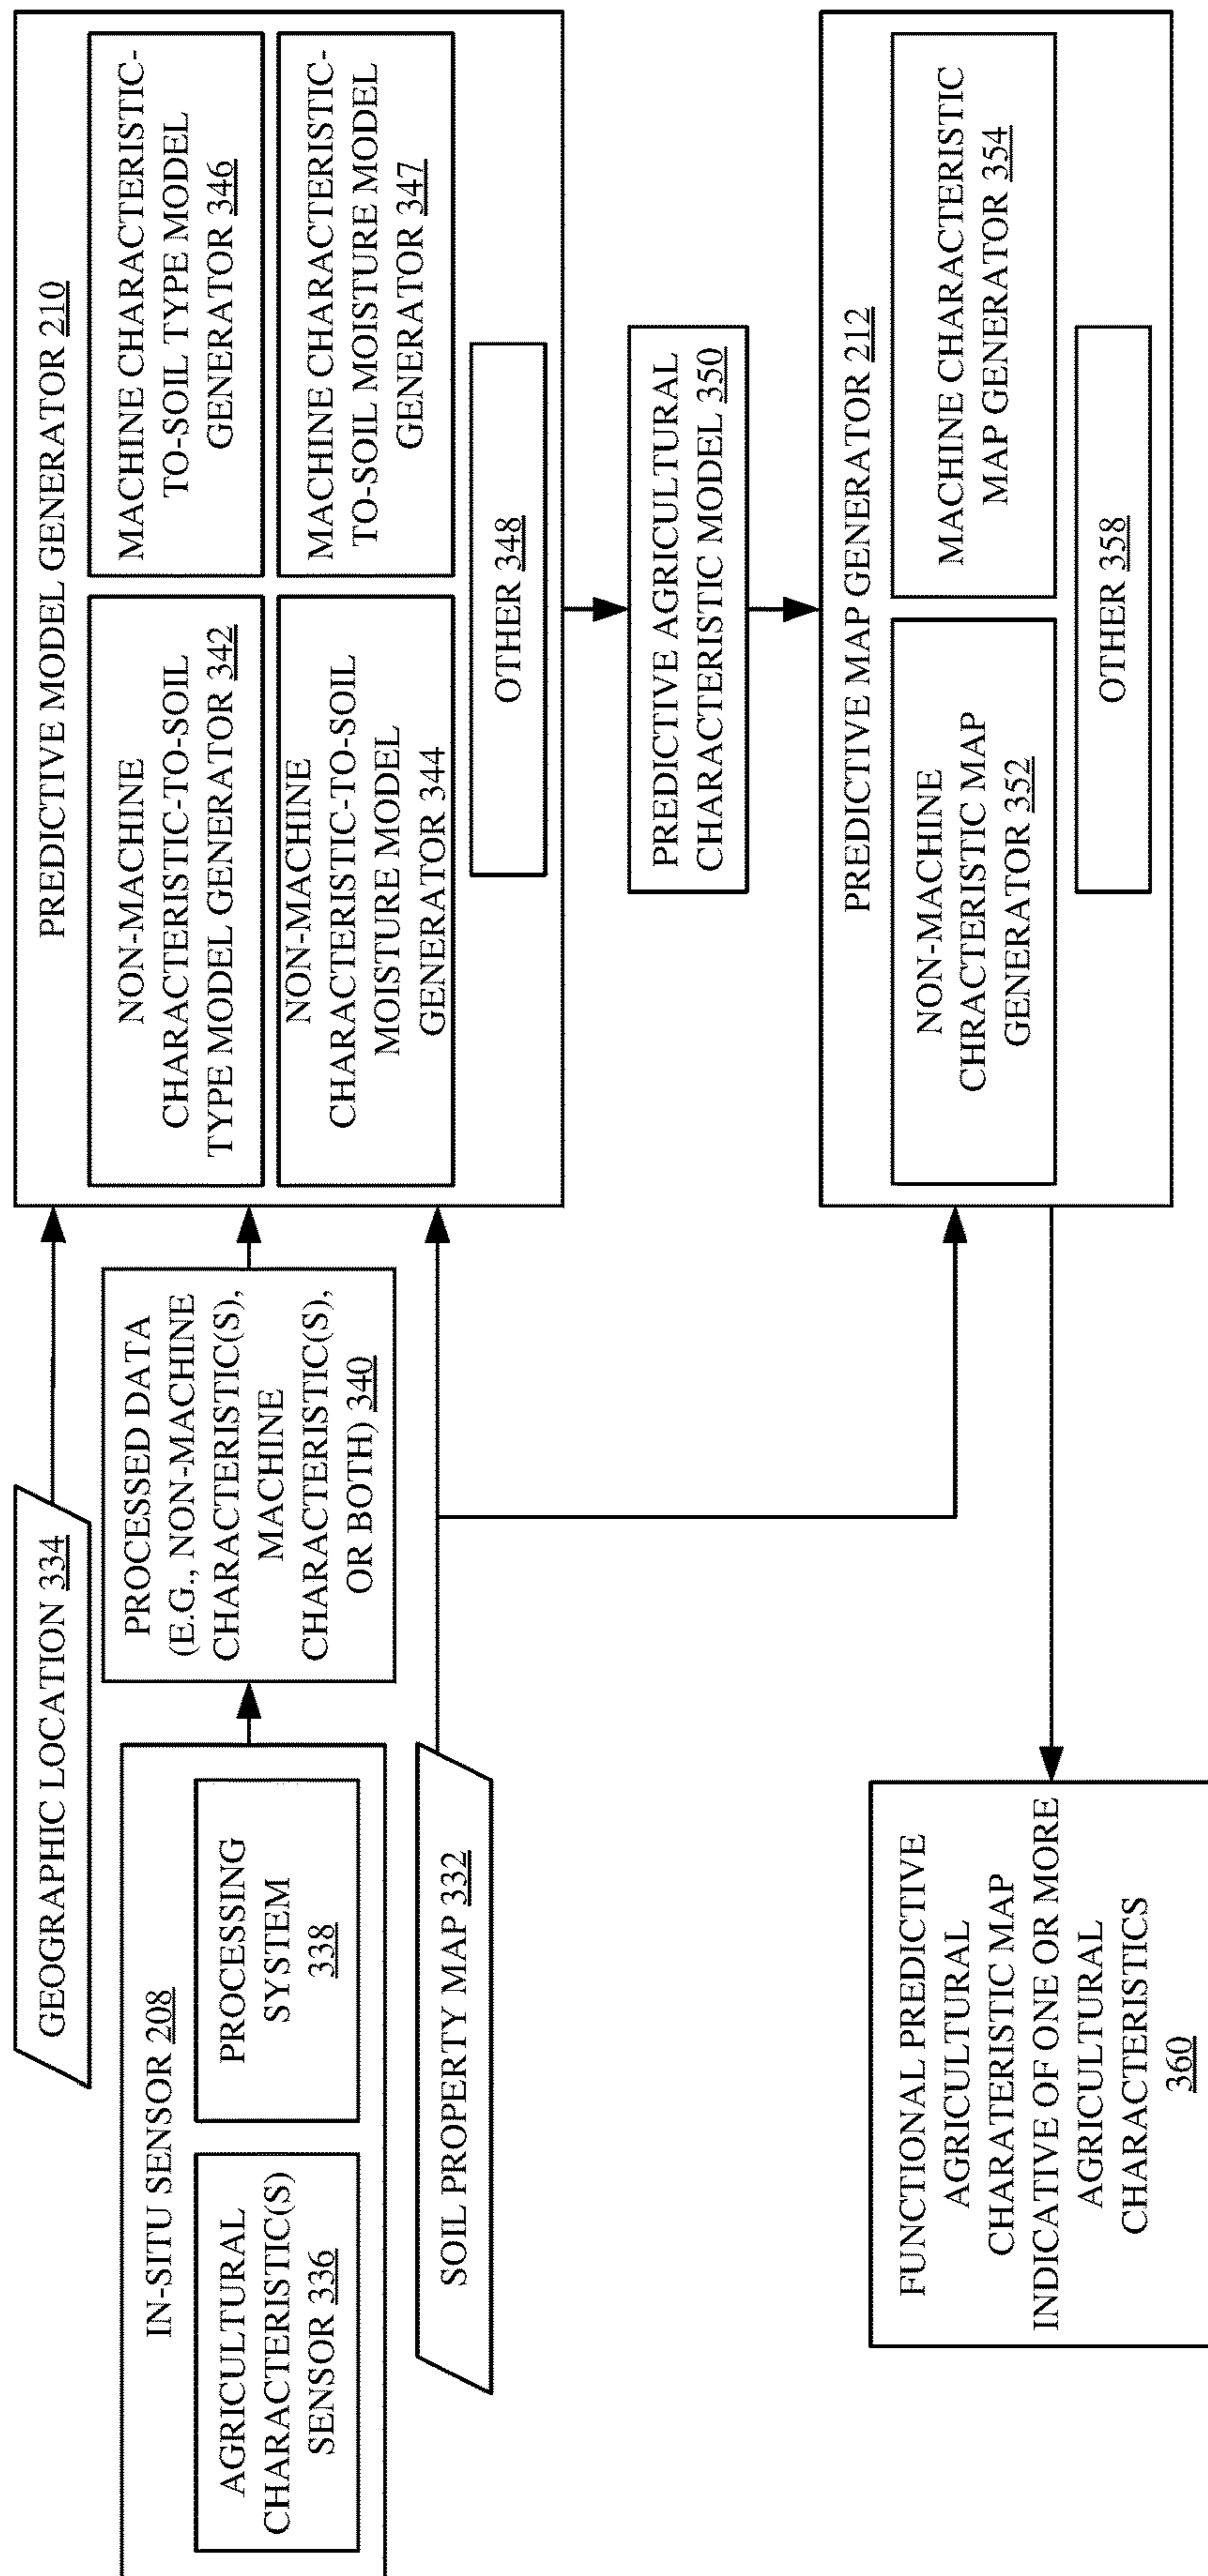 GEOGRAPHIC LOCATION 334
IN-SITU SENSOR 208
AGRICULTURAL
CHARACTERISTIC(S)
SENSOR 336
PROCESSING
SYSTEM
338
SOIL PROPERTY MAP 332
PROCESSED DATA
(E.G., NON-MACHINE
CHARACTERISTIC(S),
MACHINE
CHARACTERISTIC(S),
OR BOTH) 340
PREDICTIVE MODEL GENERATOR 210
NON-MACHINE
CHARACTERISTIC-TO-SOIL
TYPE MODEL GENERATOR 342
MACHINE CHARACTERISTIC-
TO-SOIL TYPE MODEL
GENERATOR 346
NON-MACHINE
CHARACTERISTIC-TO-SOIL
MOISTURE MODEL
GENERATOR 344
MACHINE CHARACTERISTIC-
TO-SOIL MOISTURE MODEL
GENERATOR 347
OTHER 348
PREDICTIVE AGRICULTURAL
CHARACTERISTIC MODEL 350
PREDICTIVE MAP GENERATOR 212
NON-MACHINE
CHRACTERISTIC MAP
GENERATOR 352
MACHINE CHARACTERISTIC
MAP GENERATOR 354
OTHER 358
FUNCTIONAL PREDICTIVE
AGRICULTURAL
CHARATERISTIC MAP
INDICATIVE OF ONE OR MORE
AGRICULTURAL
CHARACTERISTICS
360